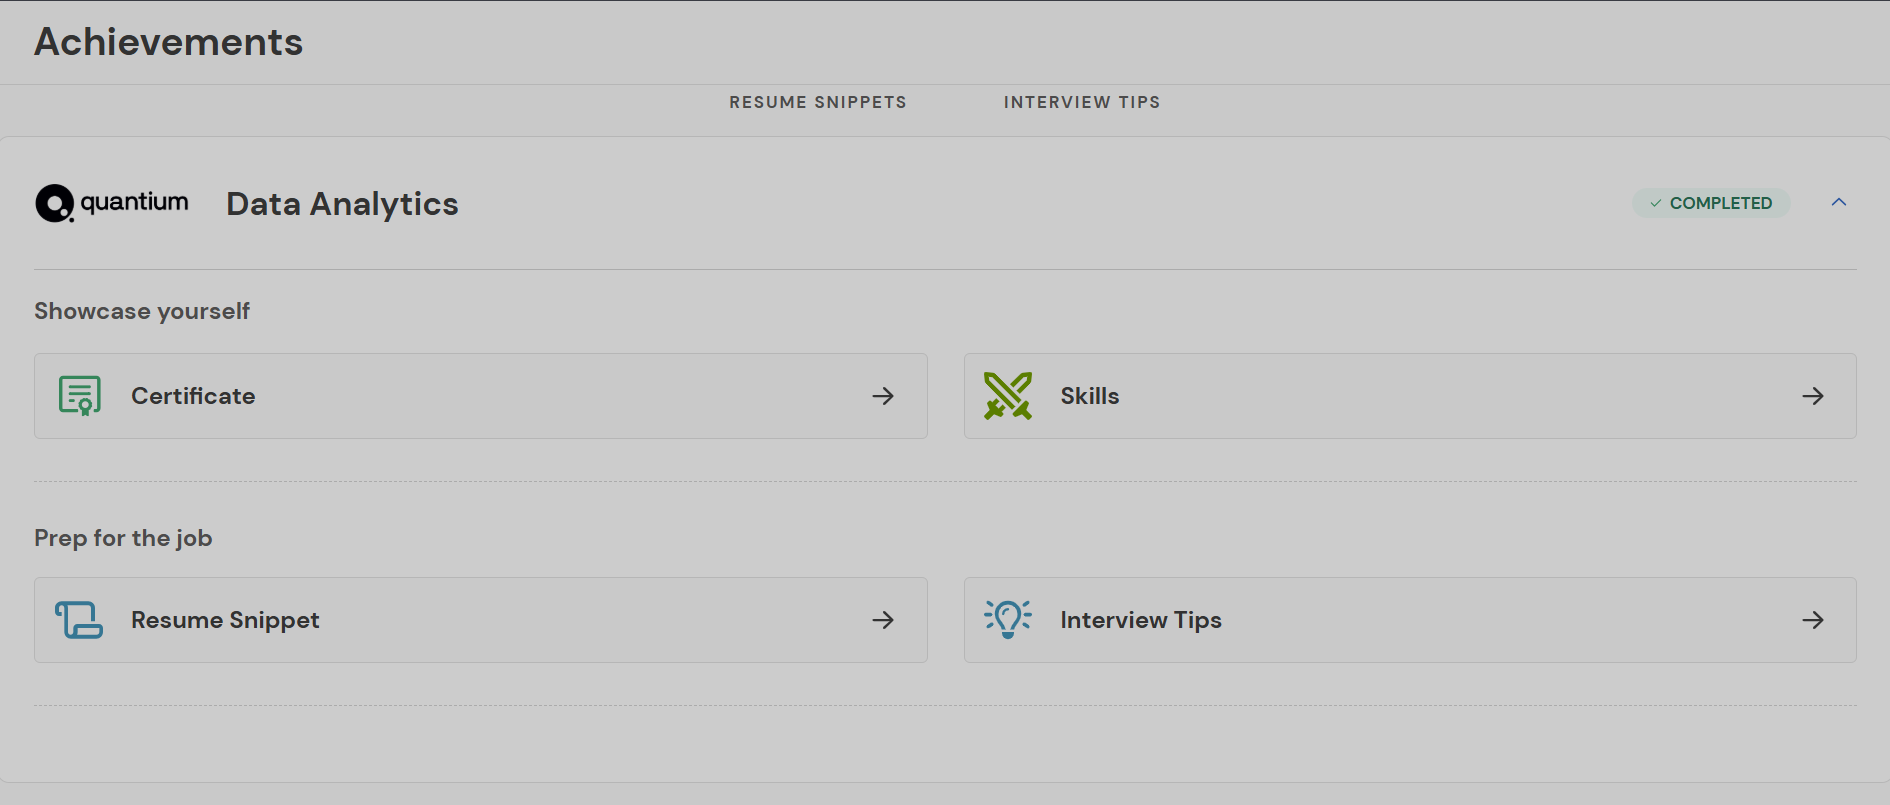 Achievements
RESUME SNIPPETS INTERVIEW TIPS
quantium Data Analytics COMPLETED
Showcase yourself
Certificate Skills
Prep for the job
Resume Snippet Interview Tips